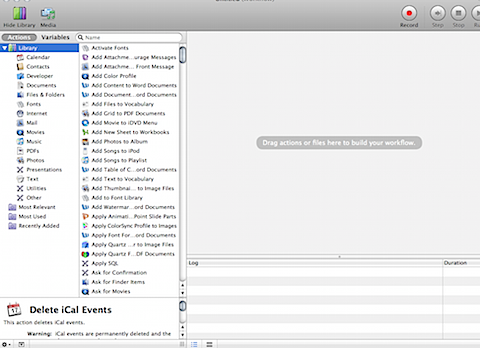 Hide Library
Media
Record
Step
Stop
Actions
Variables
Name
Library
Calendar
Contacts
Developer
Documents
Files & Folders
Fonts
Internet
Mail
Movies
Music
PDFs
Photos
Presentations
Text
Utilities
Other
Most Relevant
Most Used
Recently Added
Activate Fonts
Add Attachme...urage Messages
Add Attachme... Front Message
Add Color Profile
Add Content to Word Documents
Add Document...ord Documents
Add Files to Vocabulary
Add Grid to PDF Documents
Add Movie to iDVD Menu
Add New Sheet to Workbooks
Add Photos to Album
Add Songs to iPod
Add Songs to Playlist
Add Table of C...ord Documents
Add Text to Vocabulary
Add Thumbnai...to Image Files
Add to Font Library
Add Watermar...ord Documents
Apply Animati...Point Slide Parts
Apply ColorSync Profile to Images
Apply Font For...ord Documents
Apply Quartz ...r to Image Files
Apply Quartz F...DF Documents
Apply SQL
Ask for Confirmation
Ask for Finder Items
Ask for Movies
Drag actions or files here to build your workflow.
Log
Duration
Delete iCal Events
This action deletes iCal events.
Warning: iCal events are permanently deleted and the